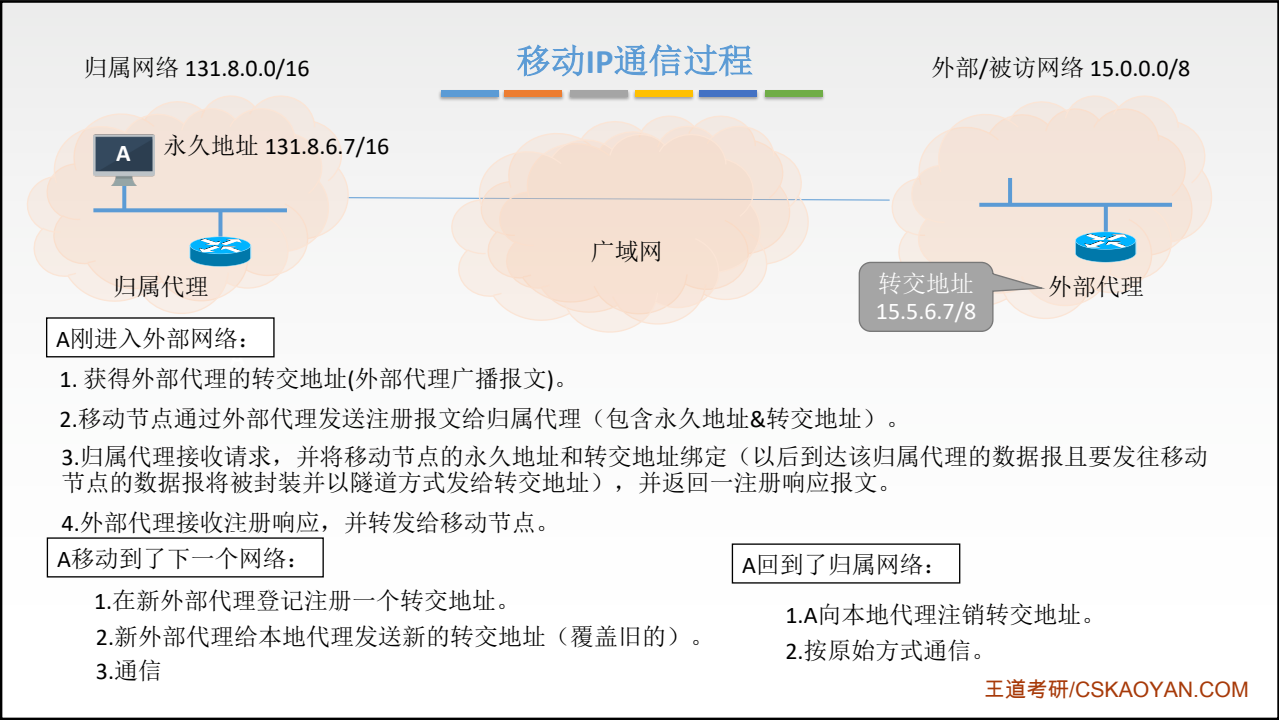 移动IP通信过程
归属网络 131.8.0.0/16
外部/被访网络 15.0.0.0/8
A
永久地址 131.8.6.7/16
广域网
归属代理
转交地址
15.5.6.7/8
外部代理
A刚进入外部网络：
1. 获得外部代理的转交地址(外部代理广播报文)。
2.移动节点通过外部代理发送注册报文给归属代理（包含永久地址&转交地址）。
3.归属代理接收请求，并将移动节点的永久地址和转交地址绑定（以后到达该归属代理的数据报且要发往移动
节点的数据报将被封装并以隧道方式发给转交地址），并返回一注册响应报文。
4.外部代理接收注册响应，并转发给移动节点。
A移动到了下一个网络：
1.在新外部代理登记注册一个转交地址。
2.新外部代理给本地代理发送新的转交地址（覆盖旧的）。
3.通信
A回到了归属网络：
1.A向本地代理注销转交地址。
2.按原始方式通信。
王道考研/CSKAOYAN.COM